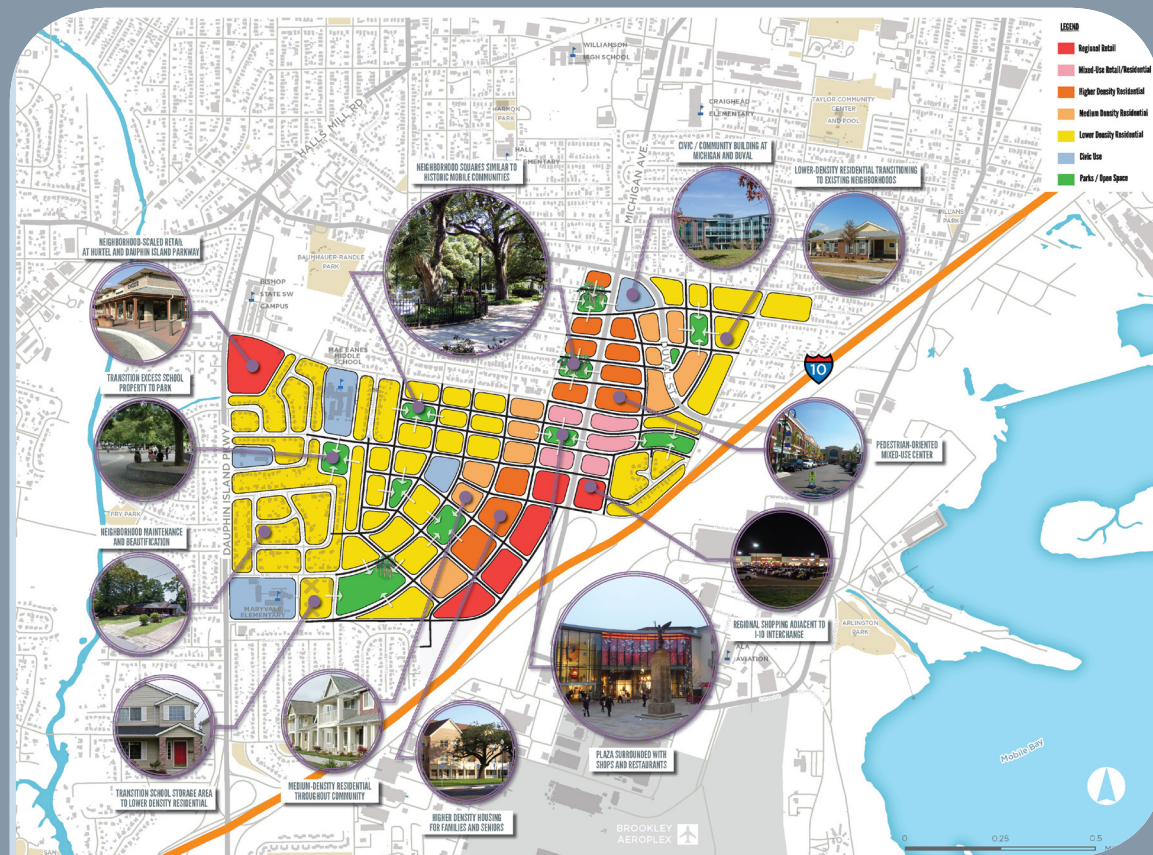 LEGEND
Regional Retail
Mixed-Use Retail/Residential
Higher Density Residential
Medium Density Residential
Lower Density Residential
Civic Use
Parks / Open Space
WILLIAMSON
HIGH SCHOOL
HARMON
PARK
CRAIGHEAD
ELEMENTARY
TAYLOR COMMUNITY
CENTER
AND POOL
HALLS MILL RD
HALL
MICHIGAN AVE.
CIVIC / COMMUNITY BUILDING AT
MICHIGAN AND DUVAL
NEIGHBORHOOD SQUARES SIMILAR TO
HISTORIC MOBILE COMMUNITIES
LOWER-DENSITY RESIDENTIAL TRANSITIONING
TO EXISTING NEIGHBORHOODS
PILLANS
PARK
NEIGHBORHOOD-SCALED RETAIL
AT HURTEL AND DAUPHIN ISLAND PARKWAY
BAUMHAUER-RANDLE
PARK
BISHOP
STATE SW
CAMPUS
MAE EANES
MIDDLE
SCHOOL
10
TRANSITION EXCESS SCHOOL
PROPERTY TO PARK
DAUPHIN ISLAND PKWY
PEDESTRIAN-ORIENTED
MIXED-USE CENTER
FRY PARK
NEIGHBORHOOD MAINTENANCE
AND BEAUTIFICATION
MARYVALE
ELEMENTARY
REGIONAL SHOPPING ADJACENT TO
I-10 INTERCHANGE
ARLINGTON
PARK
ALA
AVIATION
PLAZA SURROUNDED WITH
SHOPS AND RESTAURANTS
Mobile Bay
TRANSITION SCHOOL STORAGE AREA
TO LOWER DENSITY RESIDENTIAL
MEDIUM-DENSITY RESIDENTIAL
THROUGHOUT COMMUNITY
HIGHER DENSITY HOUSING
FOR FAMILIES AND SENIORS
BROOKLEY
AEROPLEX
0 0.25 0.5
SAN